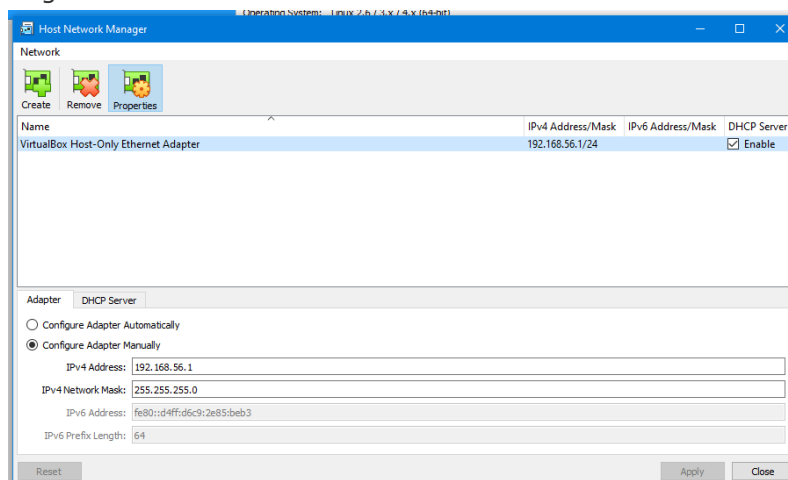 Operating System: Linux 2.6 / 3.x / 4.x (64-bit)
Host Network Manager
Network
Create Remove Properties
Name IPv4 Address/Mask IPv6 Address/Mask DHCP Server
VirtualBox Host-Only Ethernet Adapter 192.168.56.1/24 Enable
Adapter DHCP Server
Configure Adapter Automatically
Configure Adapter Manually
IPv4 Address: 192.168.56.1
IPv4 Network Mask: 255.255.255.0
IPv6 Address: fe80::d4ff:d6c9:2e85:beb3
IPv6 Prefix Length: 64
Reset Apply Close